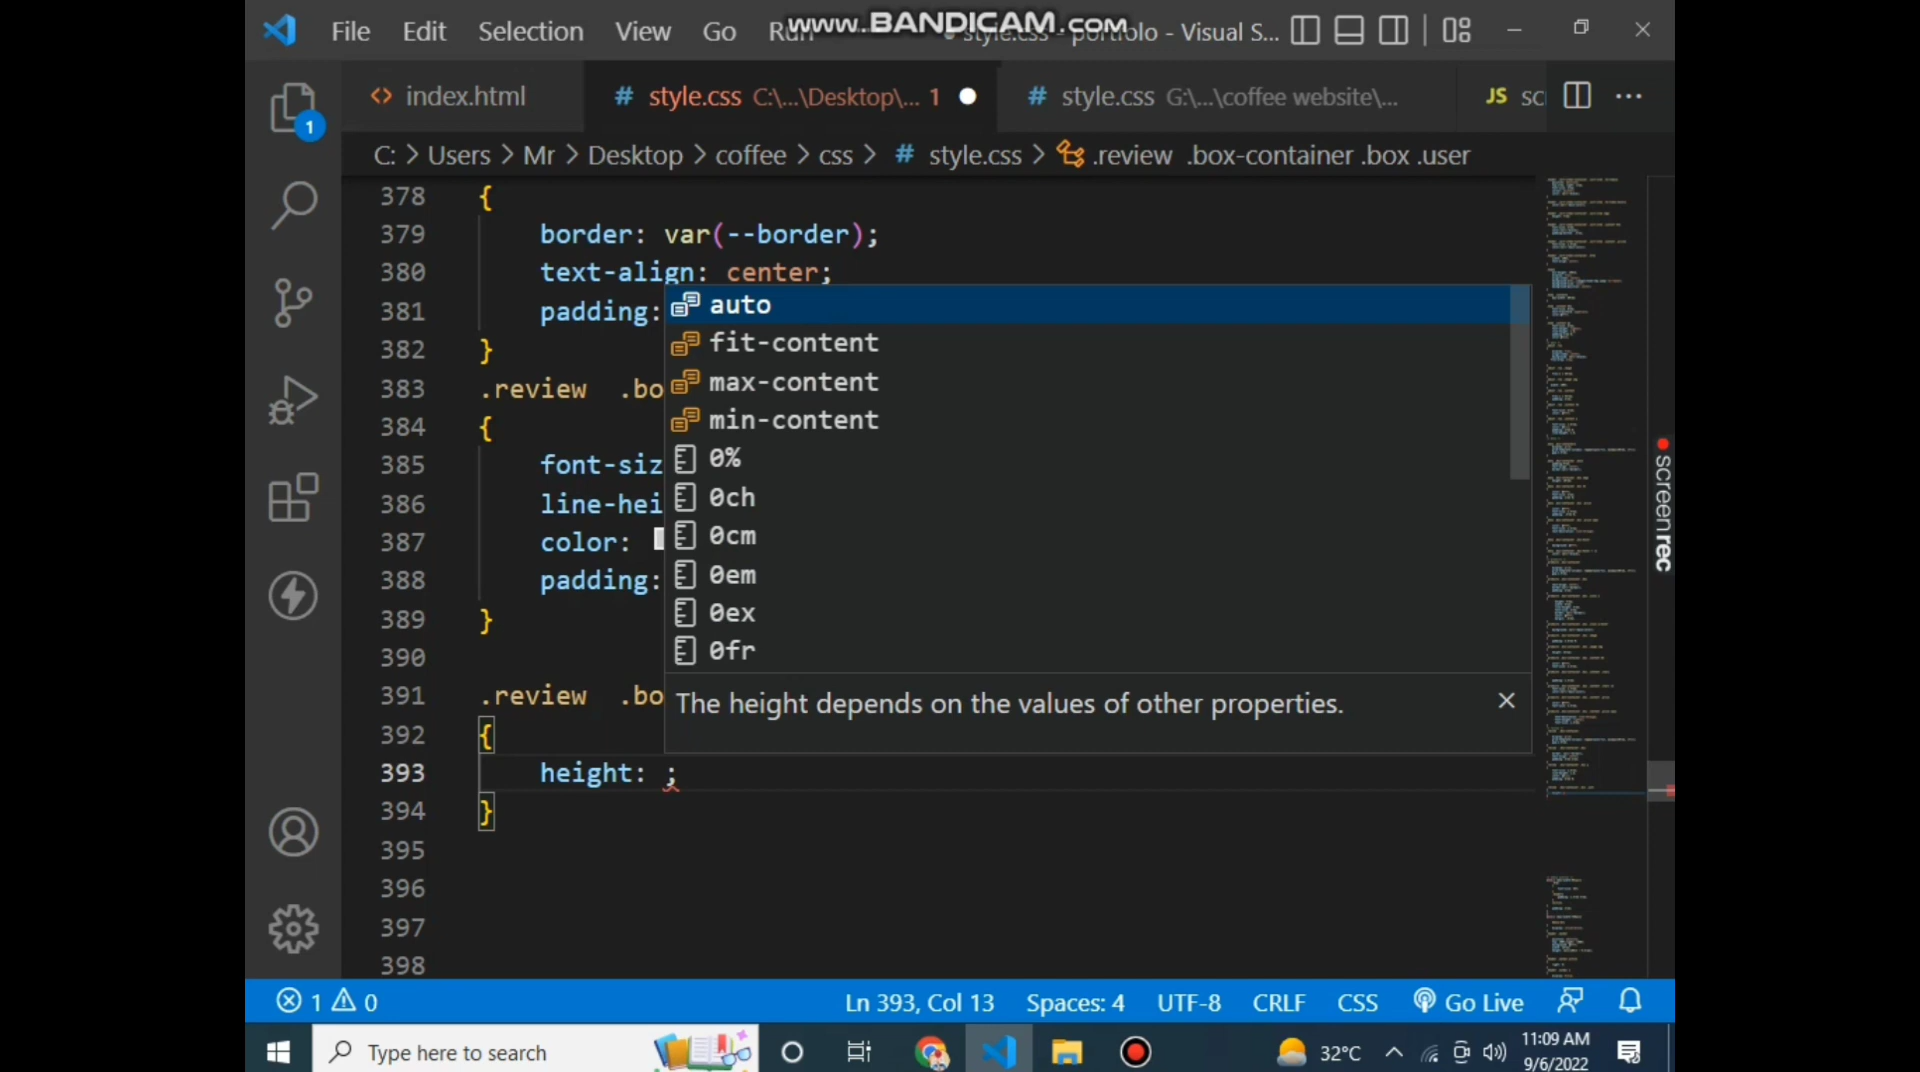 www.BANDICAM.com
File Edit Selection View Go Run style.css - portfolo - Visual S...
index.html # style.css C:\...\Desktop\... 1 # style.css G:\...\coffee website\... JS sc ...
C: > Users > Mr > Desktop > coffee > css > # style.css > .review .box-container .box .user
378 {
379 border: var(--border);
380 text-align: center;
381 padding:
382 }
383 .review .bo
384 {
385 font-siz
386 line-hei
387 color:
388 padding:
389 }
390
391 .review .bo
392 {
393 height: ;
394 }
395
396
397
398
auto
fit-content
max-content
min-content
0%
0ch
0cm
0em
0ex
0fr
The height depends on the values of other properties.
screenrec
1 0 Ln 393, Col 13 Spaces: 4 UTF-8 CRLF CSS Go Live
Type here to search 32°C 11:09 AM
9/6/2022